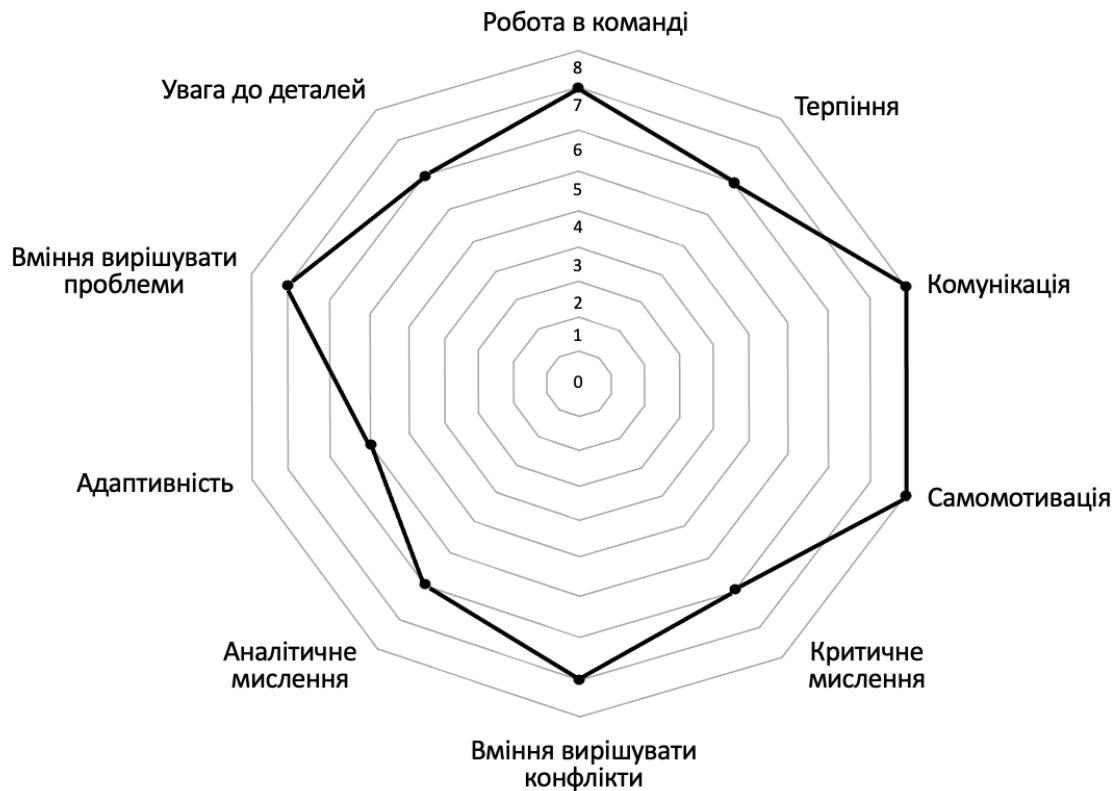 Робота в команді
Увага до деталей
Терпіння
8
7
6
5
4
3
2
1
0
Вміння вирішувати
проблеми
Комунікація
Адаптивність
Самомотивація
Аналітичне
мислення
Критичне
мислення
Вміння вирішувати
конфлікти